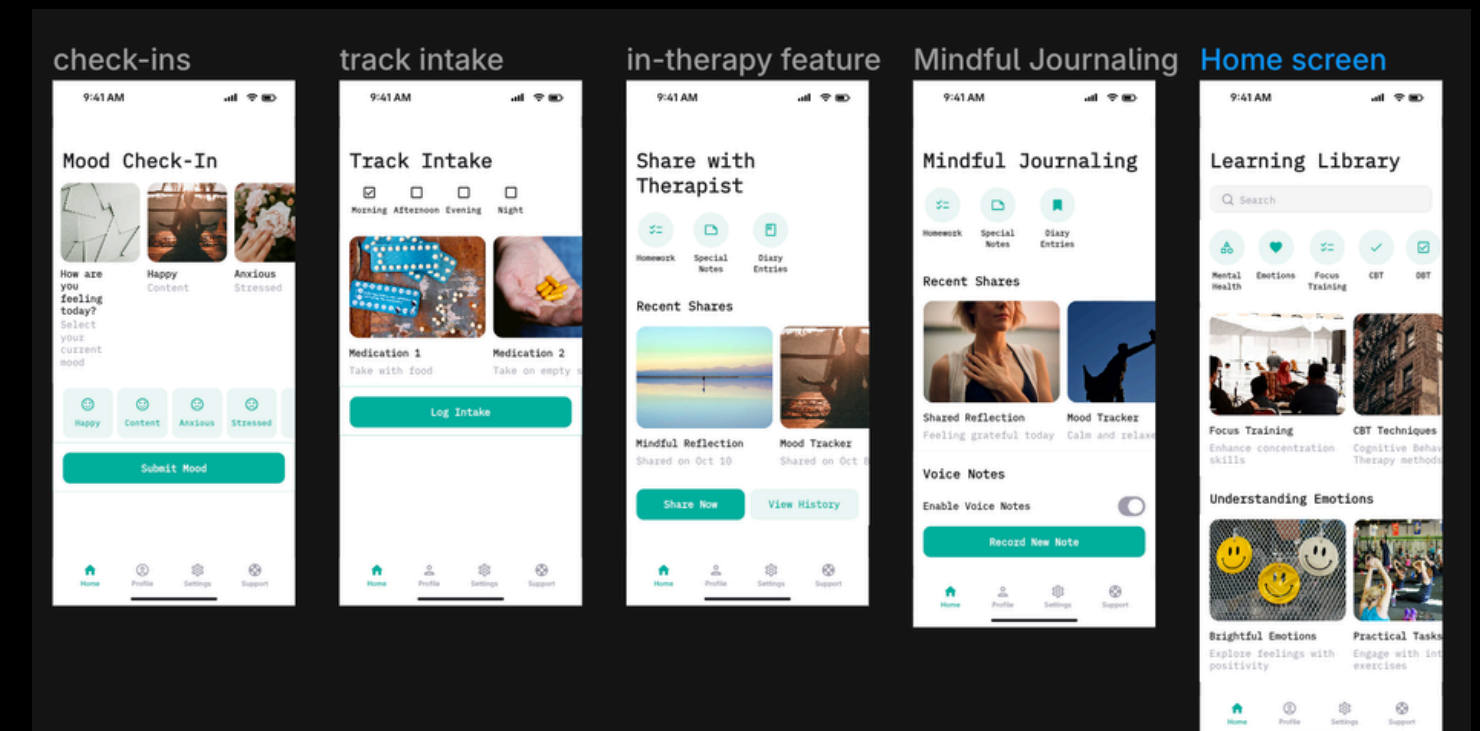 check-ins
9:41 AM
Mood Check-In
How are
you
feeling
today?
Select
your
current
mood
Happy
Content
Anxious
Stressed
Happy
Content
Anxious
Stressed
Submit Mood
Home
Profile
Settings
Support
track intake
9:41 AM
Track Intake
Morning
Afternoon
Evening
Night
Medication 1
Take with food
Medication 2
Take on empty s
Log Intake
Home
Profile
Settings
Support
in-therapy feature
9:41 AM
Share with
Therapist
Homework
Special
Notes
Diary
Entries
Recent Shares
Mindful Reflection
Shared on Oct 10
Mood Tracker
Shared on Oct 8
Share Now
View History
Home
Profile
Settings
Support
Mindful Journaling
9:41 AM
Mindful Journaling
Homework
Special
Notes
Diary
Entries
Recent Shares
Shared Reflection
Feeling grateful today
Mood Tracker
Calm and relaxe
Voice Notes
Enable Voice Notes
Record New Note
Home
Profile
Settings
Support
Home screen
9:41 AM
Learning Library
Search
Mental
Health
Emotions
Focus
Training
CBT
DBT
Focus Training
Enhance concentration
skills
CBT Techniques
Cognitive Behav
Therapy methods
Understanding Emotions
Brightful Emotions
Explore feelings with
positivity
Practical Tasks
Engage with int
exercises
Home
Profile
Settings
Support